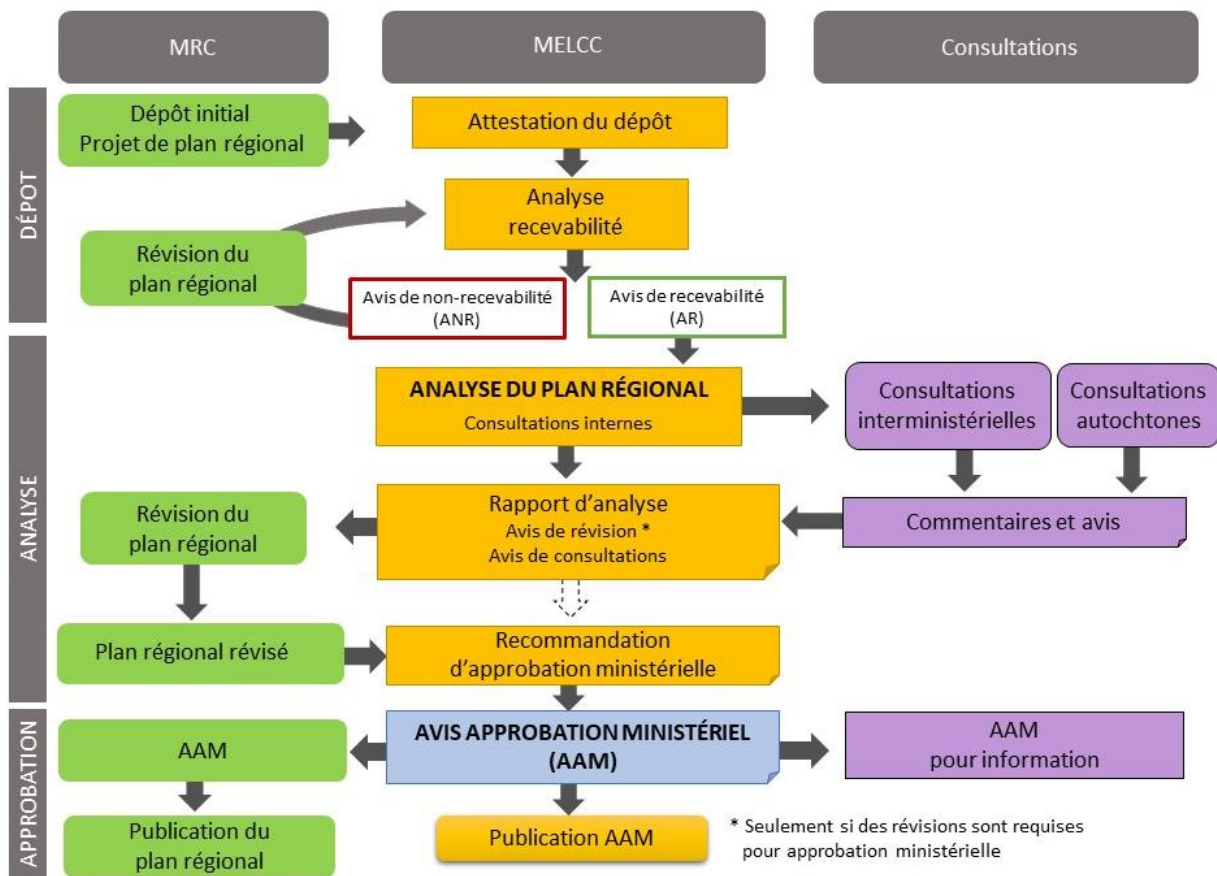 MRC
MELCC
Consultations
DÉPOT
Dépôt initial
Projet de plan régional
Attestation du dépôt
Analyse
recevabilité
Révision du
plan régional
Avis de non-recevabilité
(ANR)
Avis de recevabilité
(AR)
ANALYSE
ANALYSE DU PLAN RÉGIONAL
Consultations internes
Consultations
interministérielles
Consultations
autochtones
Révision du
plan régional
Rapport d’analyse
Avis de révision *
Avis de consultations
Commentaires et avis
Plan régional révisé
Recommandation
d’approbation ministérielle
APPROBATION
AAM
AVIS APPROBATION MINISTÉRIEL
(AAM)
AAM
pour information
Publication du
plan régional
Publication AAM
* Seulement si des révisions sont requises
pour approbation ministérielle